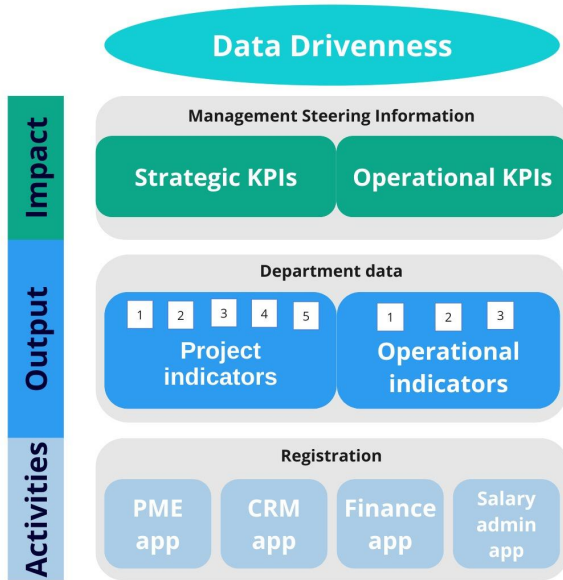 Data Drivenness
Impact
Management Steering Information
Strategic KPIs
Operational KPIs
Output
Department data
1 2 3 4 5
Project
indicators
1 2 3
Operational
indicators
Activities
Registration
PME
app
CRM
app
Finance
app
Salary
admin
app